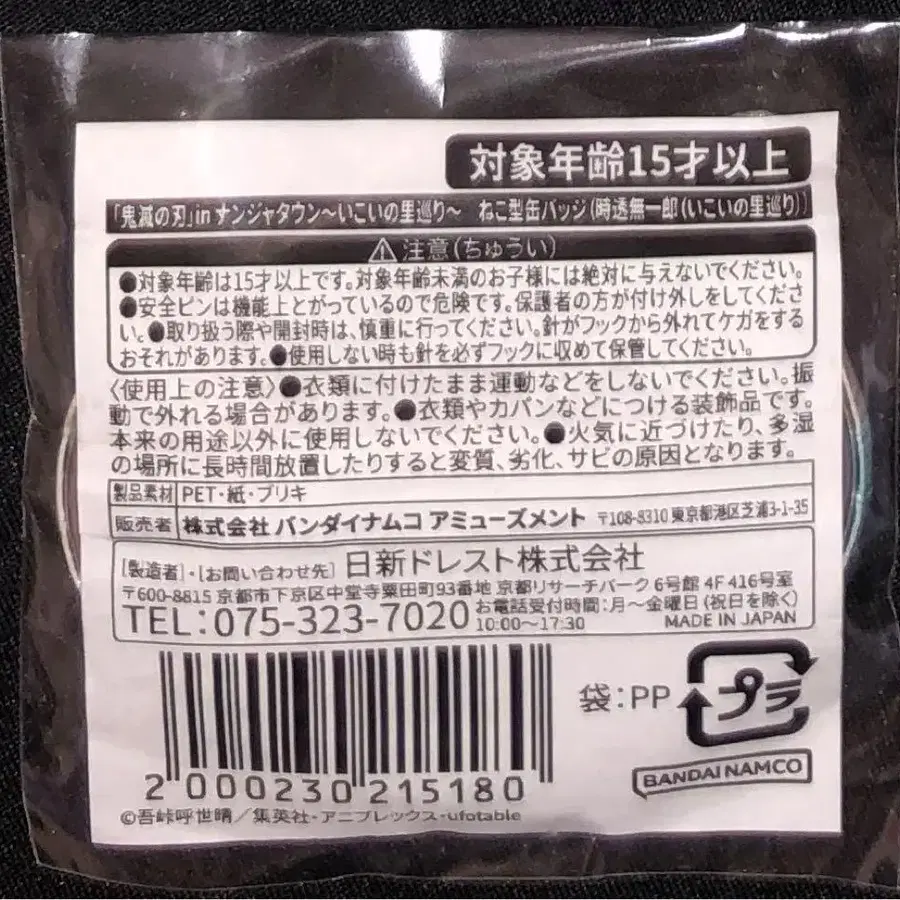 対象年齢15才以上
「鬼滅の刃」in ナンジャタウン～いこいの里巡り～ ねこ型缶バッジ(時透無一郎(いこいの里巡り))
⚠注意(ちゅうい)
●対象年齢は15才以上です。対象年齢未満のお子様には絶対に与えないでください。
●安全ピンは機能上とがっているので危険です。保護者の方が付け外しをしてくださ
い。●取り扱う際や開封時は、慎重に行ってください。針がフックから外れてケガをする
おそれがあります。●使用しない時も針を必ずフックに収めて保管してください。
〈使用上の注意〉●衣類に付けたまま運動などをしないでください。振
動で外れる場合があります。●衣類やカバンなどにつける装飾品です。
本来の用途以外に使用しないでください。●火気に近づけたり、多湿
の場所に長時間放置したりすると変質、劣化、サビの原因となります。
製品素材 PET・紙・ブリキ
販売者 株式会社 バンダイナムコ アミューズメント 〒108-8310 東京都港区芝浦3-1-35
[製造者]・[お問い合わせ先] 日新ドレスト株式会社
〒600-8815 京都市下京区中堂寺粟田町93番地 京都リサーチパーク 6号館 4F 416号室
TEL:075-323-7020 お電話受付時間:月～金曜日(祝日を除く)
10:00～17:30 MADE IN JAPAN
袋:PP プラ
BANDAI NAMCO
2 000230 215180
©吾峠呼世晴／集英社・アニプレックス・ufotable